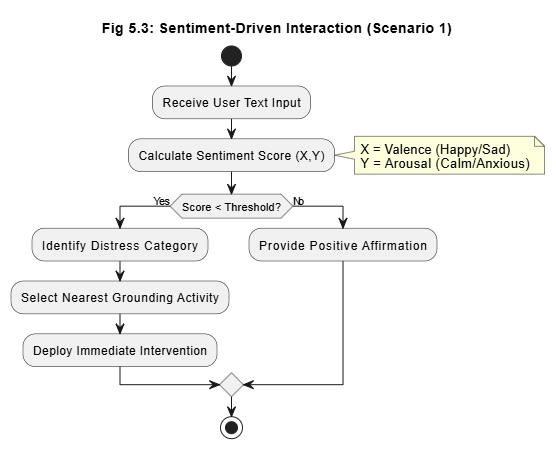 Fig 5.3: Sentiment-Driven Interaction (Scenario 1)
Receive User Text Input
Calculate Sentiment Score (X,Y)
X = Valence (Happy/Sad)
Y = Arousal (Calm/Anxious)
Yes
Score < Threshold?
No
Identify Distress Category
Provide Positive Affirmation
Select Nearest Grounding Activity
Deploy Immediate Intervention